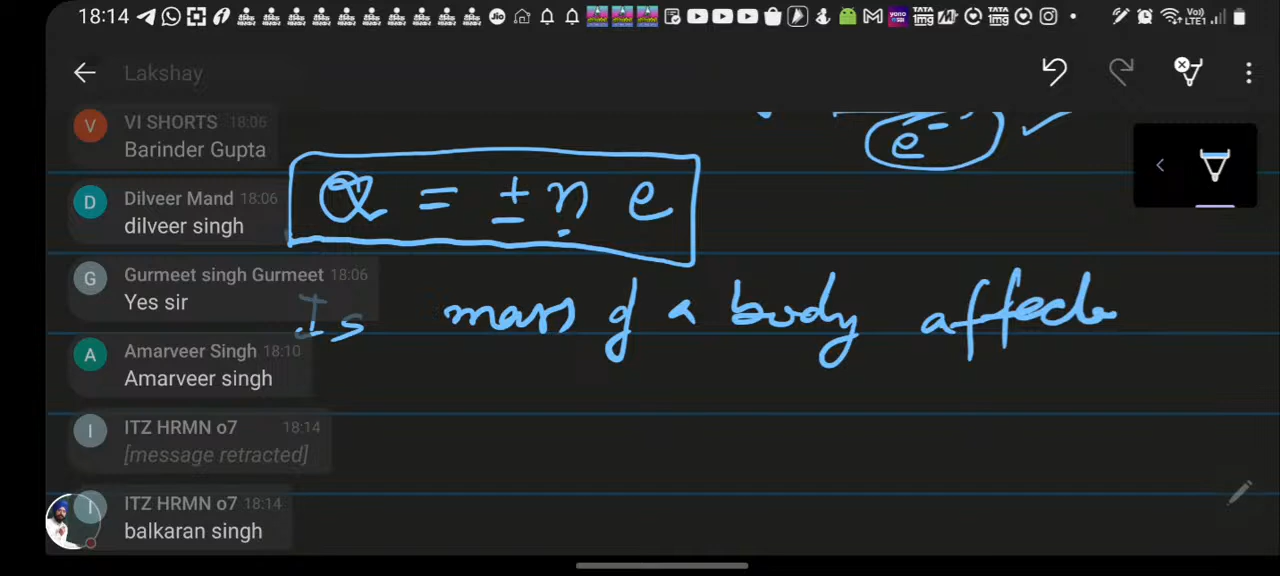 18:14
Lakshay
VI SHORTS 18:06
Barinder Gupta
e⁻
Q = ± n e
Dilveer Mand 18:06
dilveer singh
Gurmeet singh Gurmeet 18:06
Yes sir
Is mass of a body affecte
Amarveer Singh 18:10
Amarveer singh
ITZ HRMN o7 18:14
[message retracted]
ITZ HRMN o7 18:14
balkaran singh